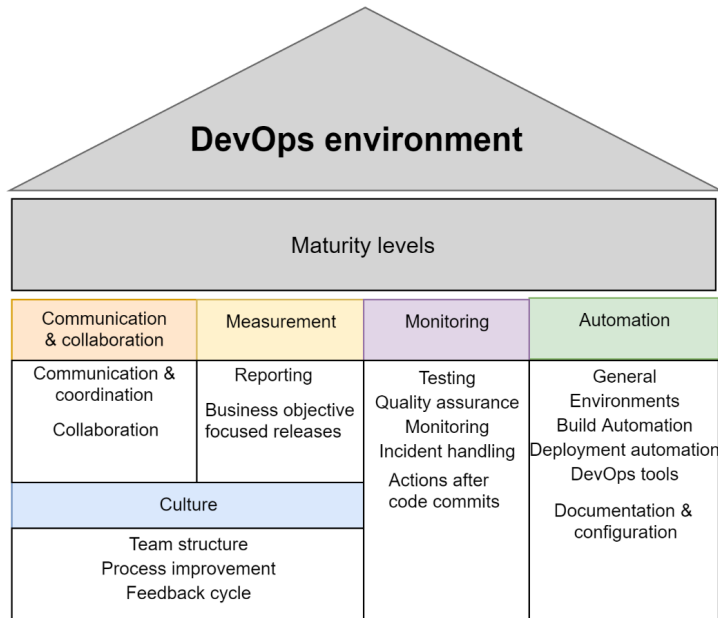 DevOps environment
Maturity levels
Communication
& collaboration
Measurement
Monitoring
Automation
Communication &
coordination
Collaboration
Reporting
Business objective
focused releases
Culture
Team structure
Process improvement
Feedback cycle
Testing
Quality assurance
Monitoring
Incident handling
Actions after
code commits
General
Environments
Build Automation
Deployment automation
DevOps tools
Documentation &
configuration